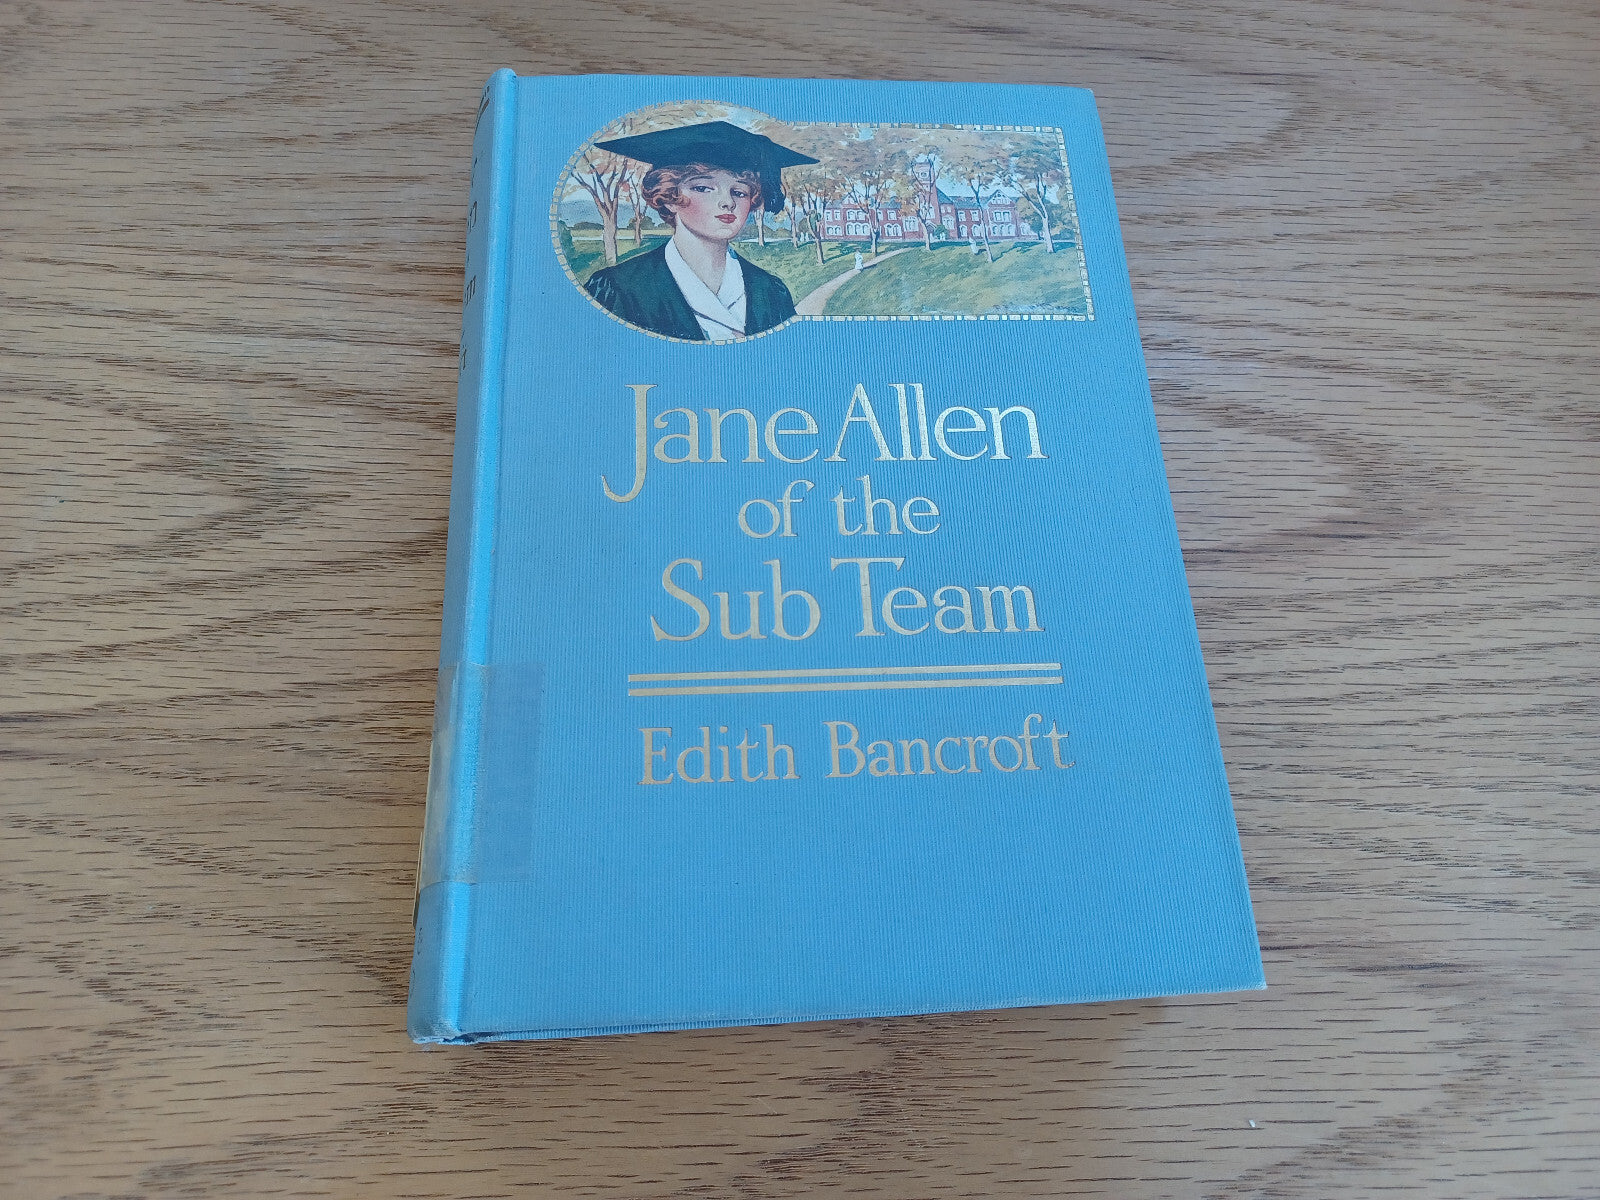 Jane Allen
of the
Sub Team
Edith Bancroft